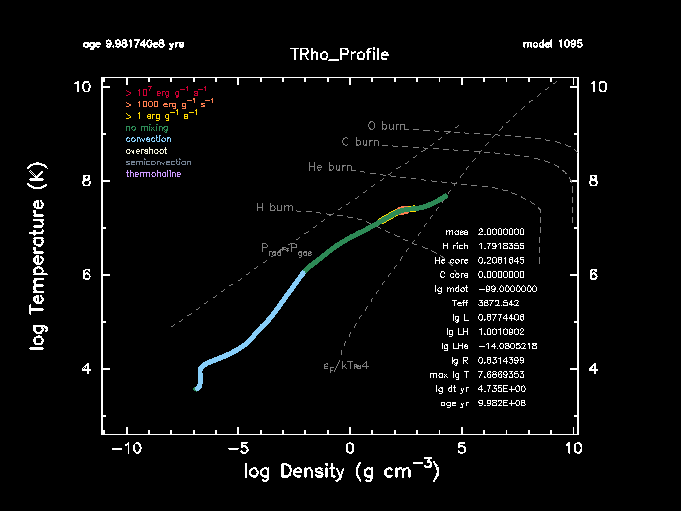 age 9.981740e8 yrs
model 1095
TRho_Profile
> 10^7 erg g^-1 s^-1
> 1000 erg g^-1 s^-1
> 1 erg g^-1 s^-1
no mixing
convection
overshoot
semiconvection
thermohaline
O burn
C burn
He burn
H burn
P_rad≈P_gas
ε_F/kT≈4
mass 2.0000000
H rich 1.7918355
He core 0.2081645
C core 0.0000000
lg mdot -99.0000000
Teff 3872.542
lg L 0.8774406
lg LH 1.0010902
lg LHe -14.0805218
lg R 0.8314399
max lg T 7.6869353
lg dt yr 4.735E+00
age yr 9.982E+08
10
8
6
4
10
8
6
4
log Temperature (K)
-10 -5 0 5 10
log Density (g cm^-3)